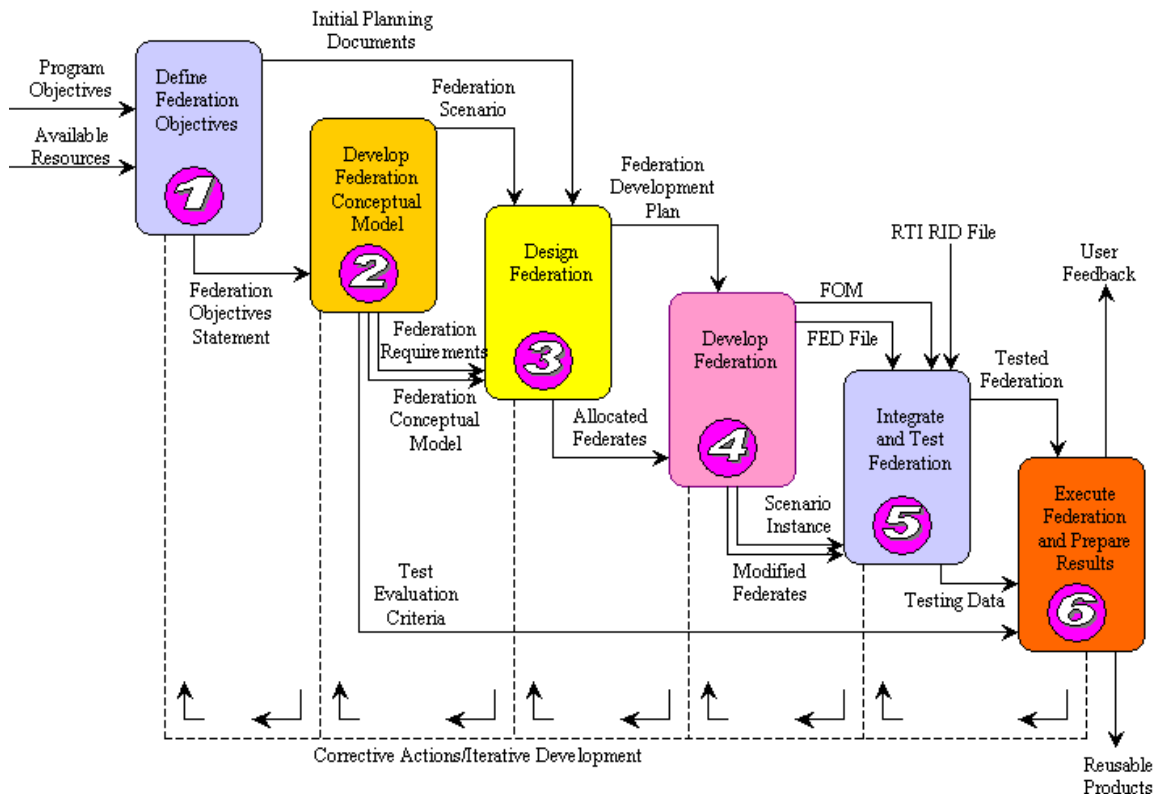 Initial Planning
Documents
Program
Objectives
Available
Resources
Define
Federation
Objectives
1
Federation
Scenario
Develop
Federation
Conceptual
Model
2
Federation
Objectives
Statement
Federation
Development
Plan
Design
Federation
3
Federation
Requirements
Federation
Conceptual
Model
RTI RID File
User
Feedback
FOM
FED File
Develop
Federation
4
Allocated
Federates
Tested
Federation
Integrate
and Test
Federation
5
Scenario
Instance
Modified
Federates
Execute
Federation
and Prepare
Results
6
Test
Evaluation
Criteria
Testing Data
Corrective Actions/Iterative Development
Reusable
Products